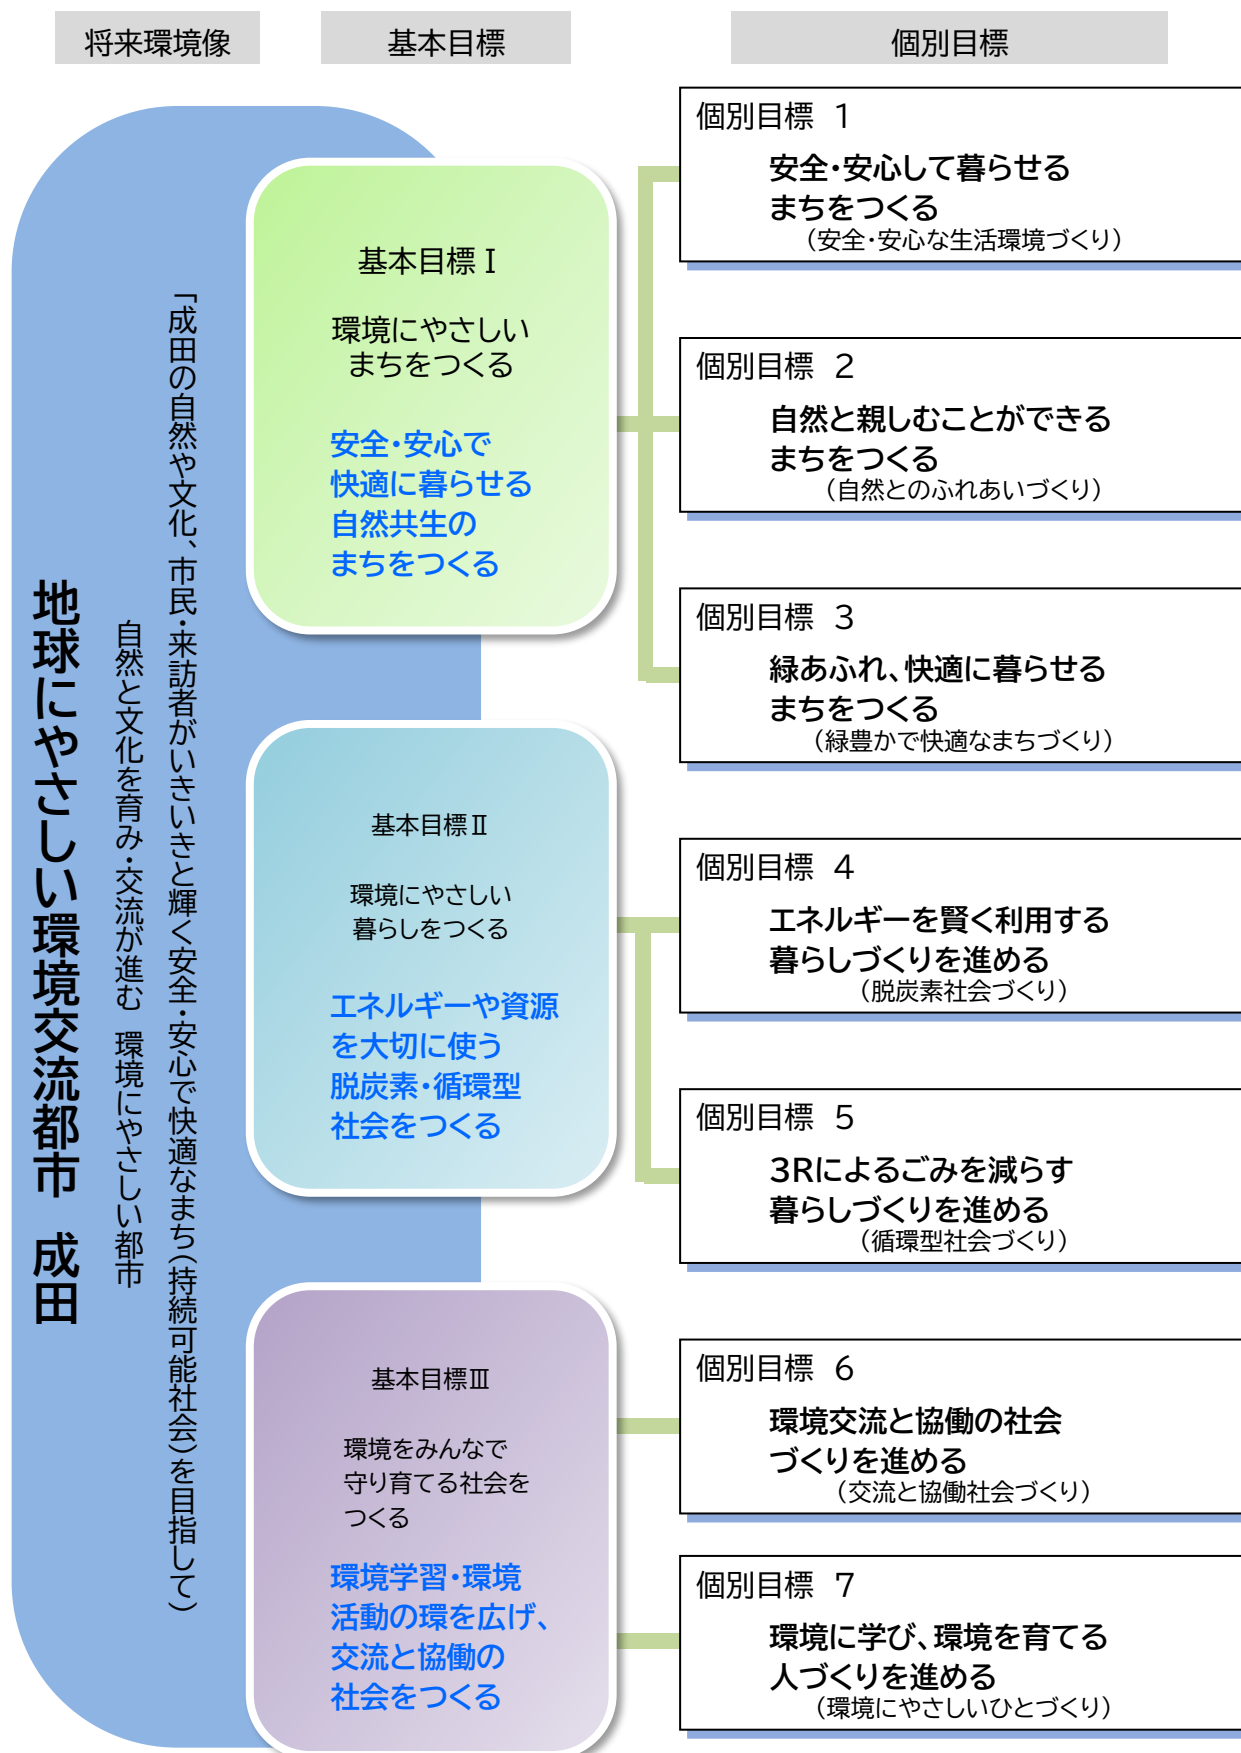 将来環境像
基本目標
個別目標
地球にやさしい環境交流都市　成田
自然と文化を育み・交流が進む 環境にやさしい都市
「成田の自然や文化、市民・来訪者がいきいきと輝く安全・安心で快適なまち（持続可能社会）を目指して）
基本目標Ⅰ
環境にやさしい
まちをつくる
安全・安心で
快適に暮らせる
自然共生の
まちをつくる
個別目標 1
安全・安心して暮らせる
まちをつくる
（安全・安心な生活環境づくり）
個別目標 2
自然と親しむことができる
まちをつくる
（自然とのふれあいづくり）
個別目標 3
緑あふれ、快適に暮らせる
まちをつくる
（緑豊かで快適なまちづくり）
基本目標Ⅱ
環境にやさしい
暮らしをつくる
エネルギーや資源
を大切に使う
脱炭素・循環型
社会をつくる
個別目標 4
エネルギーを賢く利用する
暮らしづくりを進める
（脱炭素社会づくり）
個別目標 5
3Rによるごみを減らす
暮らしづくりを進める
（循環型社会づくり）
基本目標Ⅲ
環境をみんなで
守り育てる社会を
つくる
環境学習・環境
活動の環を広げ、
交流と協働の
社会をつくる
個別目標 6
環境交流と協働の社会
づくりを進める
（交流と協働社会づくり）
個別目標 7
環境に学び、環境を育てる
人づくりを進める
（環境にやさしいひとづくり）